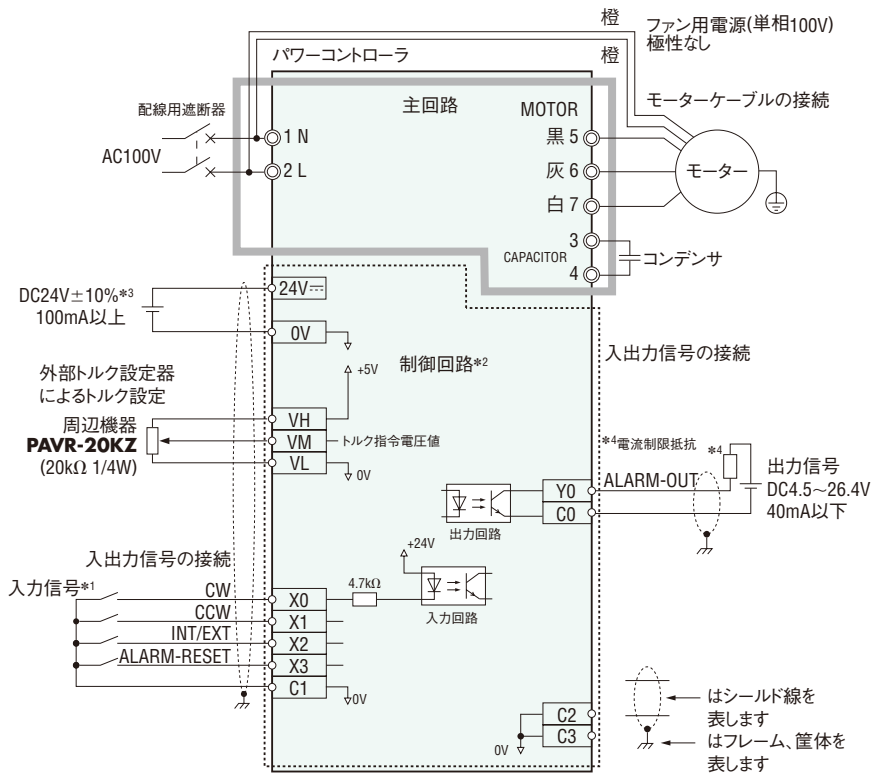 橙
ファン用電源(単相100V)
極性なし
橙
パワーコントローラ
配線用遮断器
AC100V
主回路
MOTOR
モーターケーブルの接続
1 N
2 L
黒 5
灰 6
白 7
モーター
3
CAPACITOR
4
コンデンサ
DC24V±10%*3
100mA以上
24V
0V
+5V
制御回路*2
入出力信号の接続
外部トルク設定器
によるトルク設定
周辺機器
PAVR-20KZ
(20kΩ 1/4W)
VH
VM
トルク指令電圧値
VL
0V
*4電流制限抵抗
*4
ALARM-OUT
Y0
C0
出力信号
DC4.5〜26.4V
40mA以下
出力回路
+24V
入出力信号の接続
入力信号*1
CW
CCW
INT/EXT
ALARM-RESET
X0
X1
X2
X3
C1
4.7kΩ
入力回路
0V
C2
C3
0V
はシールド線を
表します
はフレーム、筐体を
表します